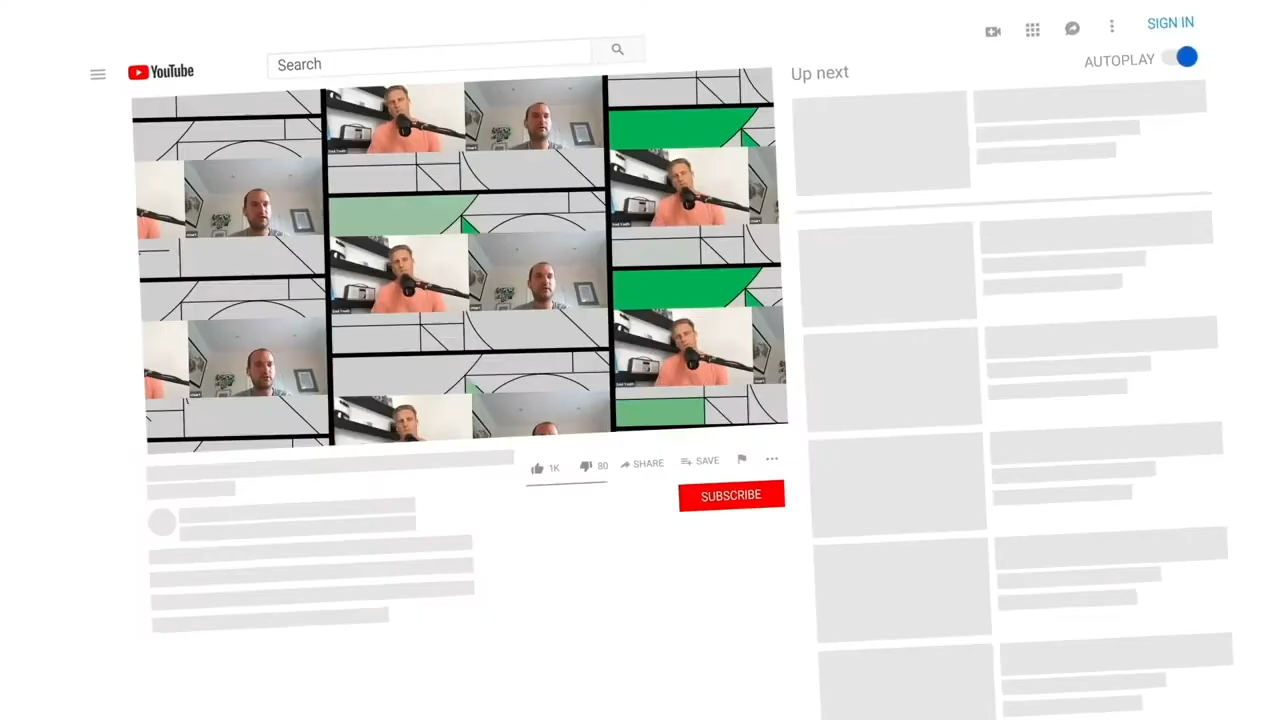 SIGN IN
YouTube
Search
Up next
AUTOPLAY
1K
80
SHARE
SAVE
SUBSCRIBE